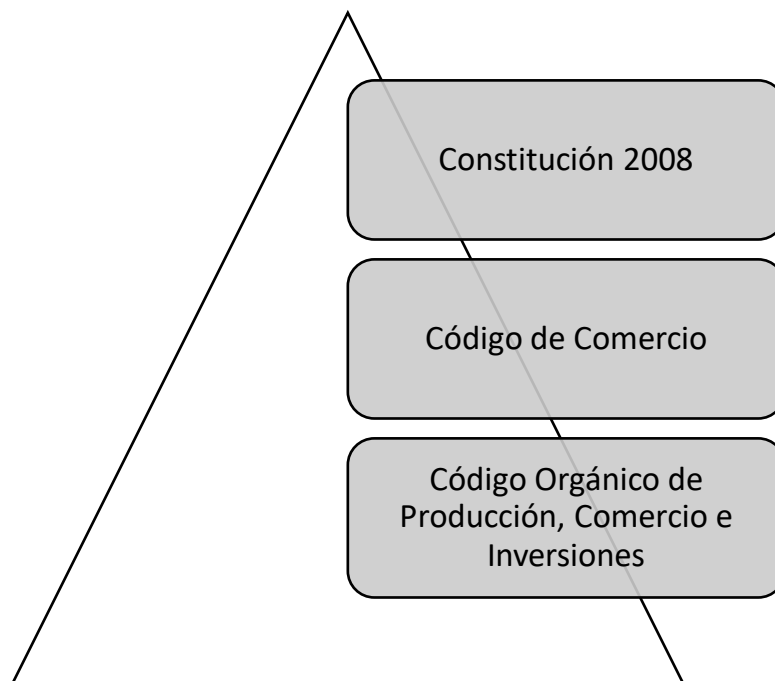 Constitución 2008
Código de Comercio
Código Orgánico de
Producción, Comercio e
Inversiones